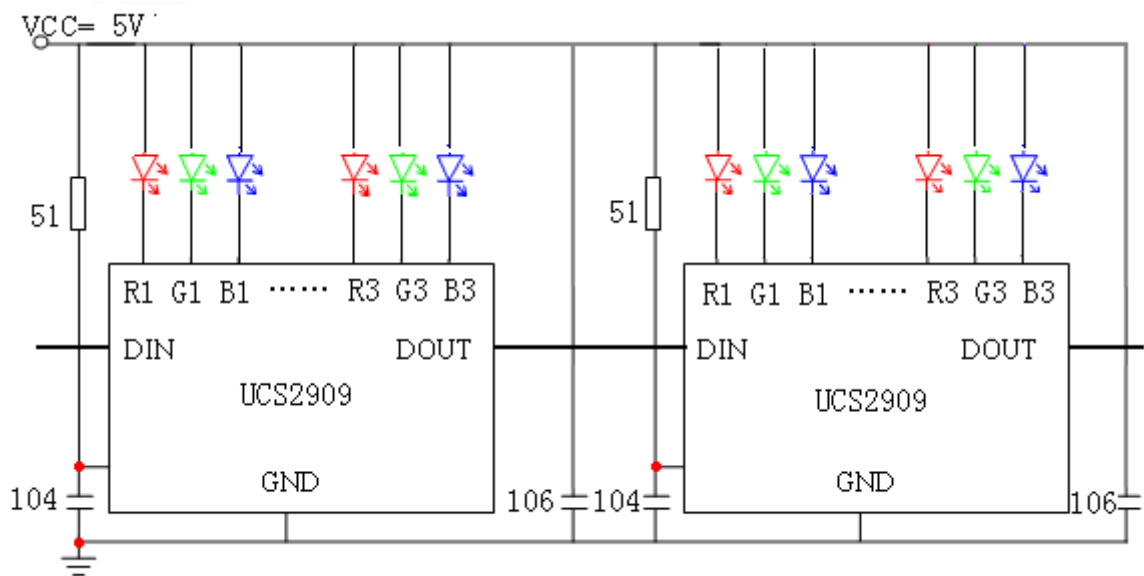 VCC= 5V
51
51
R1 G1 B1 ⋯⋯ R3 G3 B3
R1 G1 B1 ⋯⋯ R3 G3 B3
DIN DOUT
DIN DOUT
UCS2909
UCS2909
GND
GND
104
106
104
106